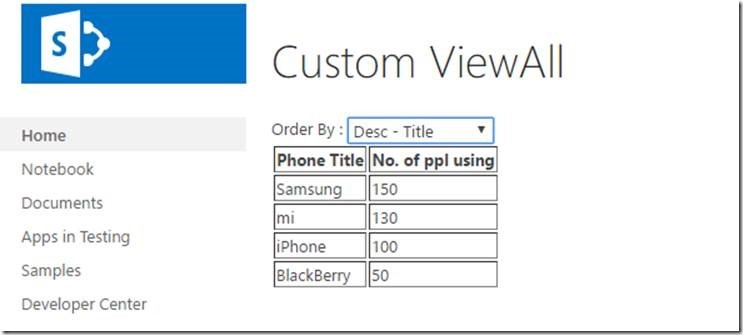 S
Custom ViewAll
Home
Notebook
Documents
Apps in Testing
Samples
Developer Center
Order By : Desc - Title
Phone Title No. of ppl using
Samsung 150
mi 130
iPhone 100
BlackBerry 50